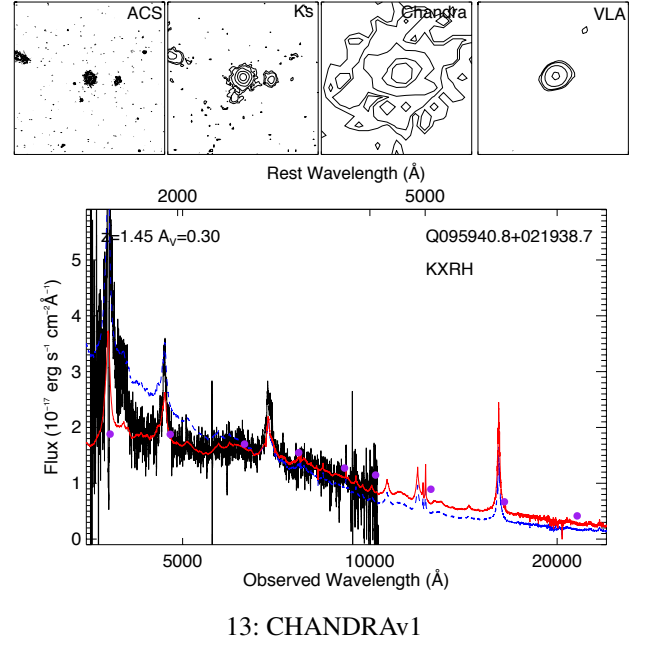 ACS Ks Chandra VLA
Rest Wavelength (Å)
2000 5000
z=1.45 A_V=0.30 Q095940.8+021938.7
KXRH
5
4
3
2
1
0
Flux (10⁻¹⁷ erg s⁻¹ cm⁻²Å⁻¹)
5000 10000 20000
Observed Wavelength (Å)
13: CHANDRAv1